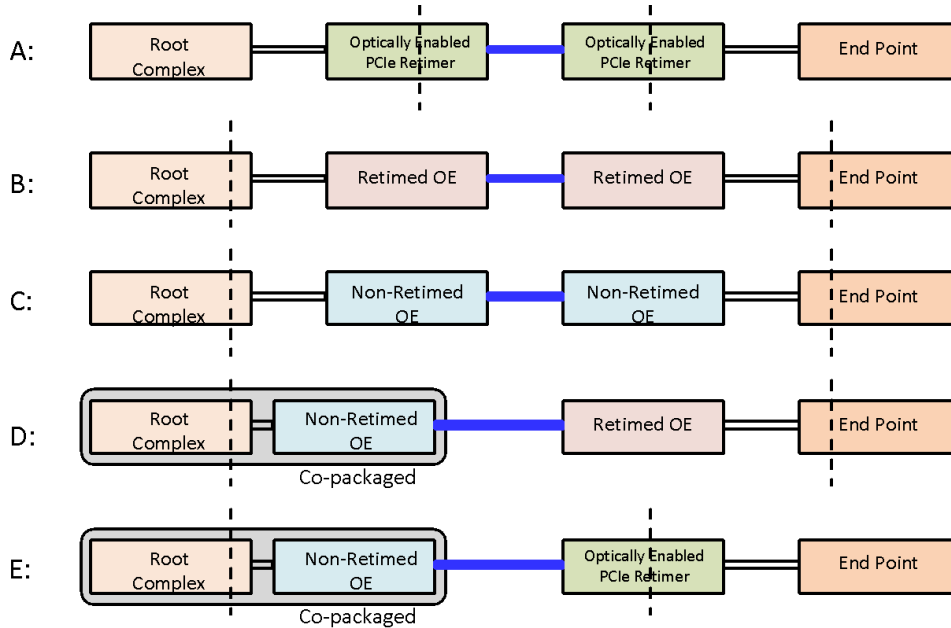 A:
Root
Complex
Optically Enabled
PCIe Retimer
Optically Enabled
PCIe Retimer
End Point
B:
Root
Complex
Retimed OE
Retimed OE
End Point
C:
Root
Complex
Non-Retimed
OE
Non-Retimed
OE
End Point
D:
Root
Complex
Non-Retimed
OE
Retimed OE
End Point
Co-packaged
E:
Root
Complex
Non-Retimed
OE
Optically Enabled
PCIe Retimer
End Point
Co-packaged